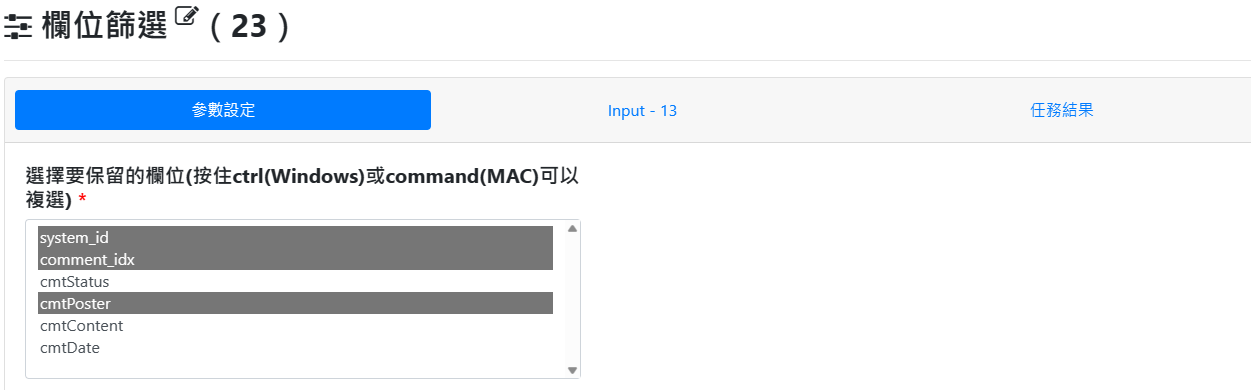 欄位篩選 ( 23 )
參數設定 Input - 13 任務結果
選擇要保留的欄位(按住ctrl(Windows)或command(MAC)可以
複選) *
system_id
comment_idx
cmtStatus
cmtPoster
cmtContent
cmtDate